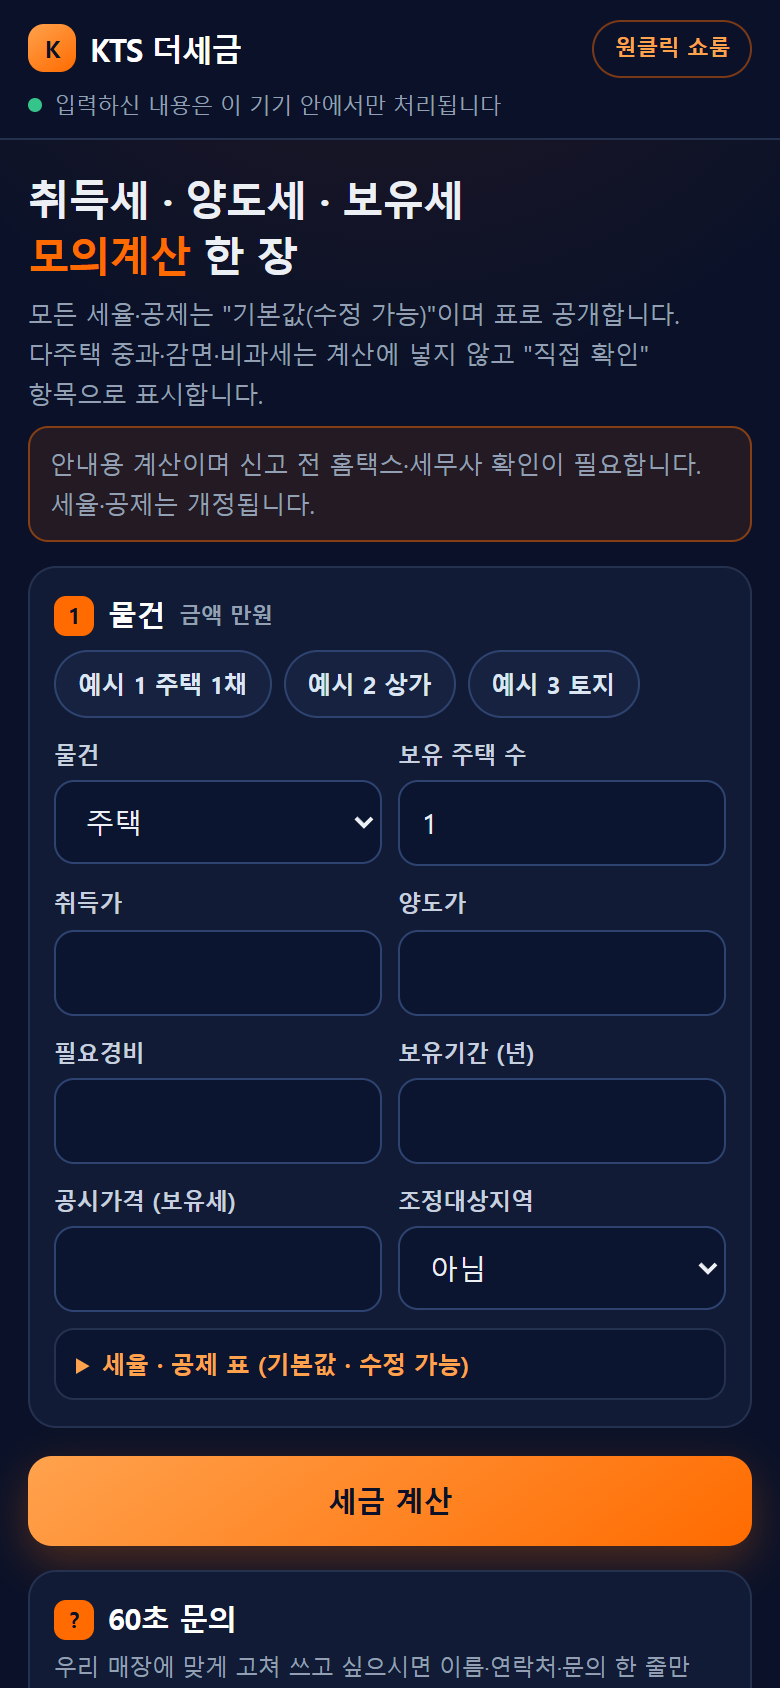 K KTS 더세금
원클릭 쇼룸
입력하신 내용은 이 기기 안에서만 처리됩니다
취득세 · 양도세 · 보유세
모의계산 한 장
모든 세율·공제는 "기본값(수정 가능)"이며 표로 공개합니다.
다주택 중과·감면·비과세는 계산에 넣지 않고 "직접 확인"
항목으로 표시합니다.
안내용 계산이며 신고 전 홈택스·세무사 확인이 필요합니다.
세율·공제는 개정됩니다.
1 물건 금액 만원
예시 1 주택 1채
예시 2 상가
예시 3 토지
물건
보유 주택 수
주택
1
취득가
양도가
필요경비
보유기간 (년)
공시가격 (보유세)
조정대상지역
아님
▶ 세율 · 공제 표 (기본값 · 수정 가능)
세금 계산
? 60초 문의
우리 매장에 맞게 고쳐 쓰고 싶으시면 이름·연락처·문의 한 줄만